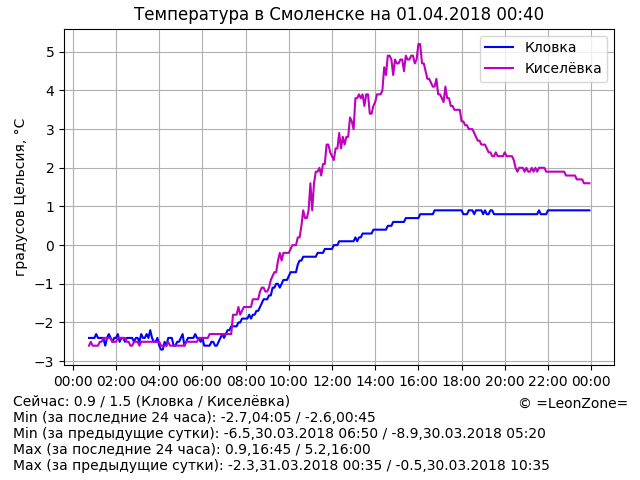 Температура в Смоленске на 01.04.2018 00:40
Кловка
Киселёвка
градусов Цельсия, °C
5
4
3
2
1
0
−1
−2
−3
00:00 02:00 04:00 06:00 08:00 10:00 12:00 14:00 16:00 18:00 20:00 22:00 00:00
Сейчас: 0.9 / 1.5 (Кловка / Киселёвка)
© =LeonZone=
Min (за последние 24 часа): -2.7,04:05 / -2.6,00:45
Min (за предыдущие сутки): -6.5,30.03.2018 06:50 / -8.9,30.03.2018 05:20
Max (за последние 24 часа): 0.9,16:45 / 5.2,16:00
Max (за предыдущие сутки): -2.3,31.03.2018 00:35 / -0.5,30.03.2018 10:35